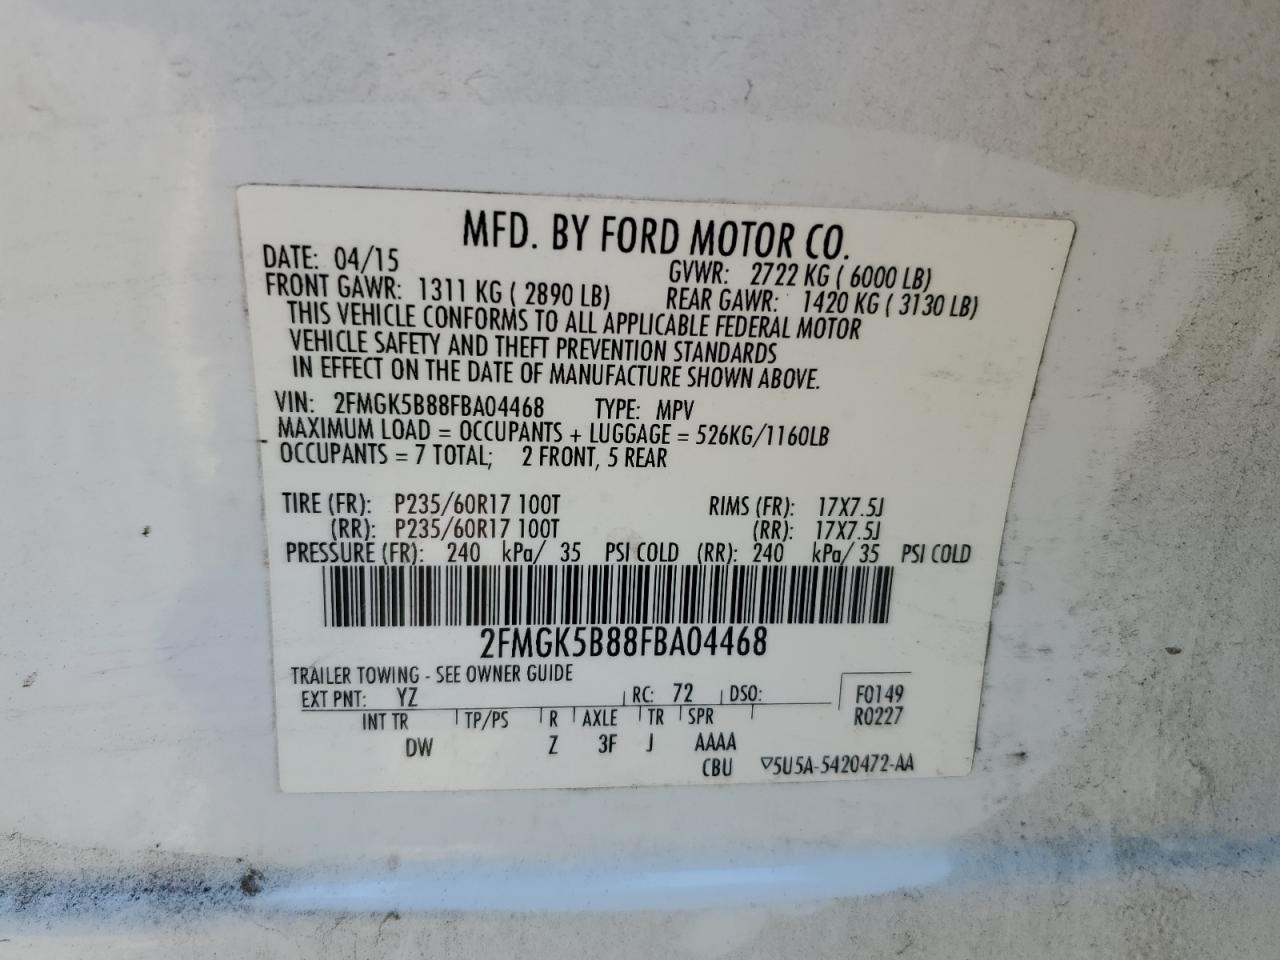 MFD. BY FORD MOTOR CO.
DATE: 04/15 GVWR: 2722 KG ( 6000 LB)
FRONT GAWR: 1311 KG ( 2890 LB) REAR GAWR: 1420 KG ( 3130 LB)
THIS VEHICLE CONFORMS TO ALL APPLICABLE FEDERAL MOTOR
VEHICLE SAFETY AND THEFT PREVENTION STANDARDS
IN EFFECT ON THE DATE OF MANUFACTURE SHOWN ABOVE.
VIN: 2FMGK5B88FBA04468 TYPE: MPV
MAXIMUM LOAD = OCCUPANTS + LUGGAGE = 526KG/1160LB
OCCUPANTS = 7 TOTAL; 2 FRONT, 5 REAR
TIRE (FR): P235/60R17 100T RIMS (FR): 17X7.5J
(RR): P235/60R17 100T (RR): 17X7.5J
PRESSURE (FR): 240 kPa/ 35 PSI COLD (RR): 240 kPa/ 35 PSI COLD
2FMGK5B88FBA04468
TRAILER TOWING - SEE OWNER GUIDE
EXT PNT: YZ RC: 72 DSO: F0149
INT TR TP/PS R AXLE TR SPR R0227
DW Z 3F J AAAA
CBU ▽5U5A-5420472-AA